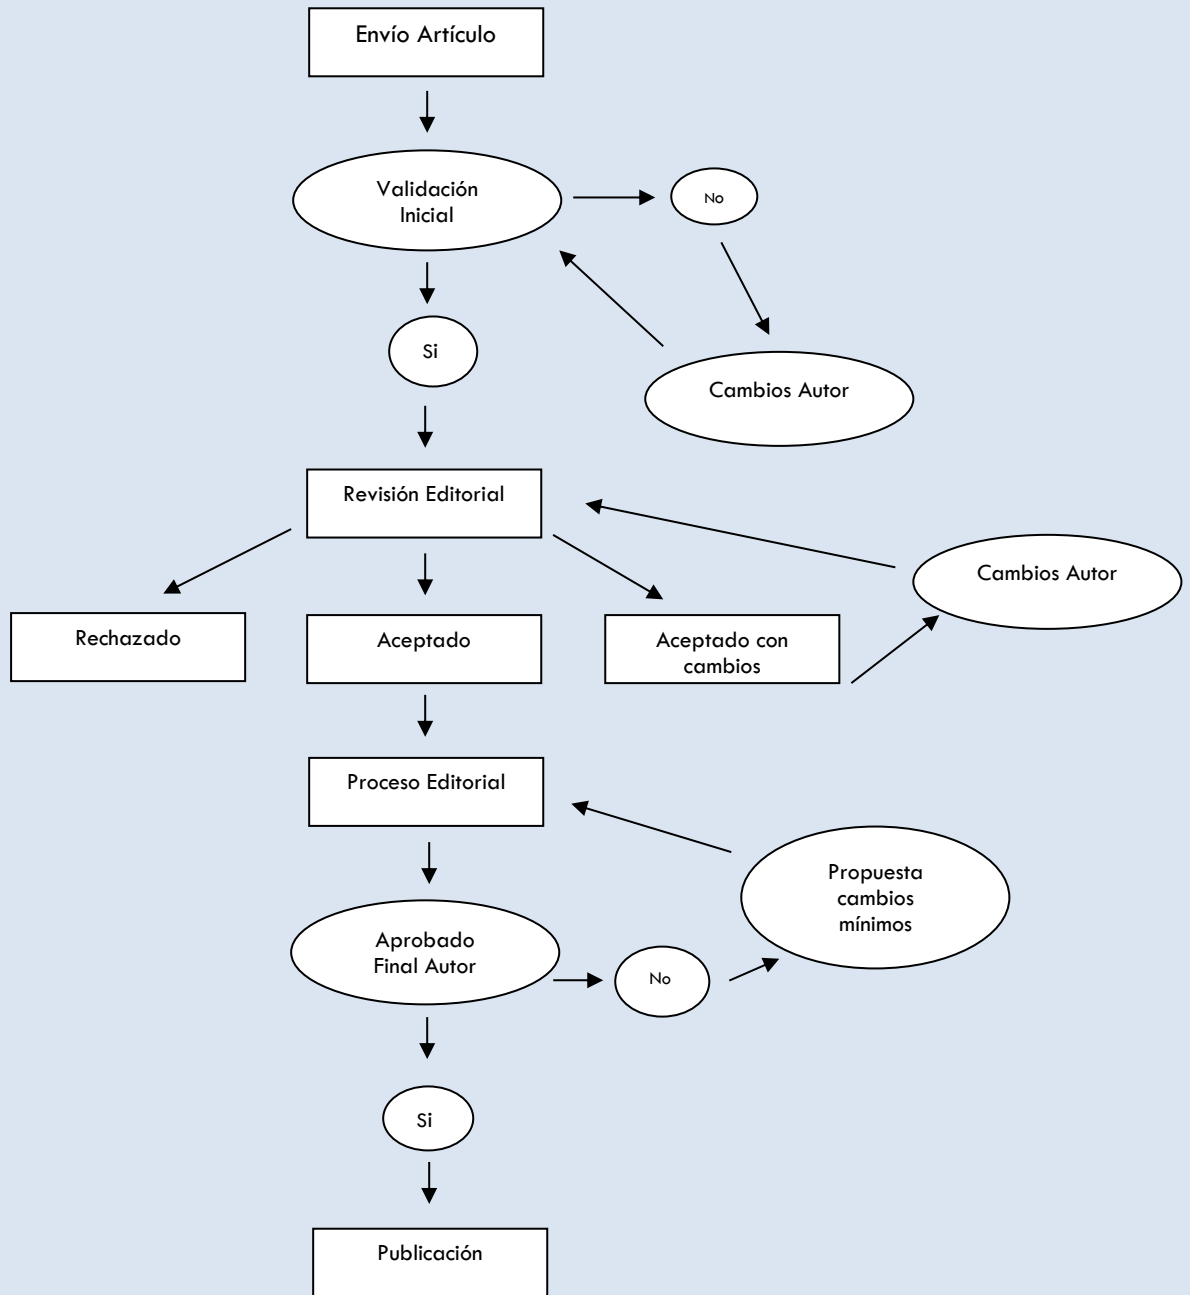 Envío Artículo
Validación
Inicial
No
Si
Cambios Autor
Revisión Editorial
Cambios Autor
Rechazado
Aceptado
Aceptado con
cambios
Proceso Editorial
Propuesta
cambios
mínimos
Aprobado
Final Autor
No
Si
Publicación